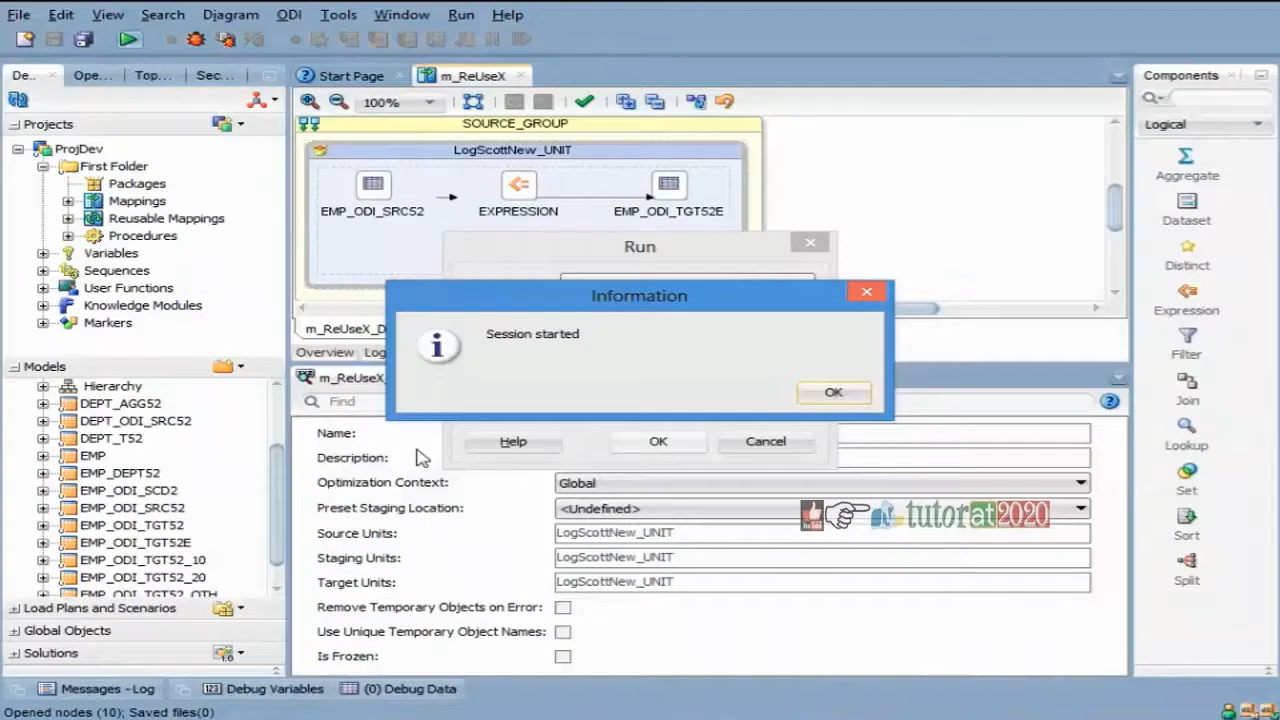 File Edit View Search Diagram ODI Tools Window Run Help
De... Ope... Top... Sec...
Start Page m_ReUseX
Components
100%
Projects
ProjDev
First Folder
Packages
Mappings
Reusable Mappings
Procedures
Variables
Sequences
User Functions
Knowledge Modules
Markers
Models
Hierarchy
DEPT_AGG52
DEPT_ODI_SRC52
DEPT_T52
EMP
EMP_DEPT52
EMP_ODI_SCD2
EMP_ODI_SRC52
EMP_ODI_TGT52
EMP_ODI_TGT52E
EMP_ODI_TGT52_10
EMP_ODI_TGT52_20
EMP_ODI_TGT52_OTH
Load Plans and Scenarios
Global Objects
Solutions
SOURCE_GROUP
LogScottNew_UNIT
EMP_ODI_SRC52 EXPRESSION EMP_ODI_TGT52E
Run
Information
Session started
OK
Help OK Cancel
m_ReUseX_D
Overview Log
m_ReUseX
Find
Name:
Description:
Optimization Context: Global
Preset Staging Location: <Undefined>
Source Units: LogScottNew_UNIT
Staging Units: LogScottNew_UNIT
Target Units: LogScottNew_UNIT
Remove Temporary Objects on Error:
Use Unique Temporary Object Names:
Is Frozen:
tutorat2020
Logical
Aggregate
Dataset
Distinct
Expression
Filter
Join
Lookup
Set
Sort
Split
Messages - Log Debug Variables (0) Debug Data
Opened nodes (10); Saved files(0)